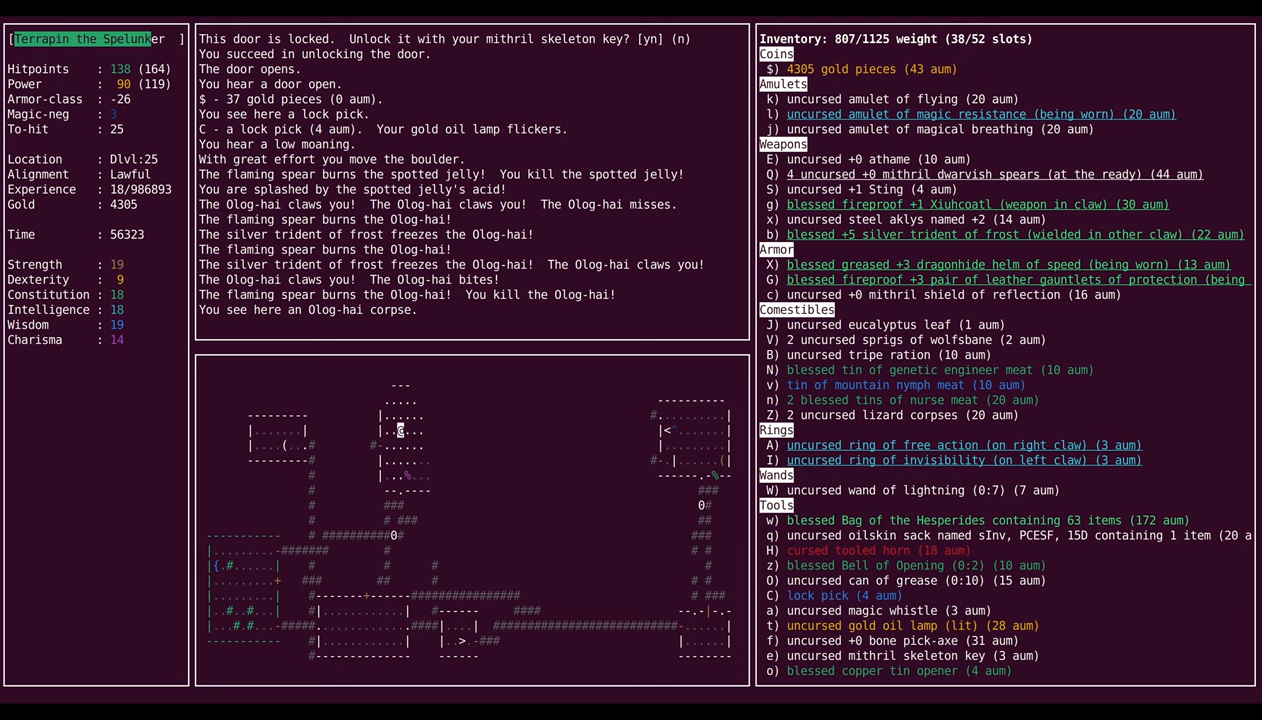 [Terrapin the Spelunker ]
Hitpoints : 138 (164)
Power : 90 (119)
Armor-class : -26
Magic-neg : 3
To-hit : 25
Location : Dlvl:25
Alignment : Lawful
Experience : 18/986893
Gold : 4305
Time : 56323
Strength : 19
Dexterity : 9
Constitution : 18
Intelligence : 18
Wisdom : 19
Charisma : 14
This door is locked. Unlock it with your mithril skeleton key? [yn] (n)
You succeed in unlocking the door.
The door opens.
You hear a door open.
$ - 37 gold pieces (0 aum).
You see here a lock pick.
C - a lock pick (4 aum). Your gold oil lamp flickers.
You hear a low moaning.
With great effort you move the boulder.
The flaming spear burns the spotted jelly! You kill the spotted jelly!
You are splashed by the spotted jelly's acid!
The Olog-hai claws you! The Olog-hai claws you! The Olog-hai misses.
The flaming spear burns the Olog-hai!
The silver trident of frost freezes the Olog-hai!
The flaming spear burns the Olog-hai!
The silver trident of frost freezes the Olog-hai! The Olog-hai claws you!
The Olog-hai claws you! The Olog-hai bites!
The flaming spear burns the Olog-hai! You kill the Olog-hai!
You see here an Olog-hai corpse.
Inventory: 807/1125 weight (38/52 slots)
Coins
$) 4305 gold pieces (43 aum)
Amulets
k) uncursed amulet of flying (20 aum)
l) uncursed amulet of magic resistance (being worn) (20 aum)
j) uncursed amulet of magical breathing (20 aum)
Weapons
E) uncursed +0 athame (10 aum)
Q) 4 uncursed +0 mithril dwarvish spears (at the ready) (44 aum)
S) uncursed +1 Sting (4 aum)
g) blessed fireproof +1 Xiuhcoatl (weapon in claw) (30 aum)
x) uncursed steel aklys named +2 (14 aum)
b) blessed +5 silver trident of frost (wielded in other claw) (22 aum)
Armor
X) blessed greased +3 dragonhide helm of speed (being worn) (13 aum)
G) blessed fireproof +3 pair of leather gauntlets of protection (being
c) uncursed +0 mithril shield of reflection (16 aum)
Comestibles
J) uncursed eucalyptus leaf (1 aum)
V) 2 uncursed sprigs of wolfsbane (2 aum)
B) uncursed tripe ration (10 aum)
N) blessed tin of genetic engineer meat (10 aum)
v) tin of mountain nymph meat (10 aum)
n) 2 blessed tins of nurse meat (20 aum)
Z) 2 uncursed lizard corpses (20 aum)
Rings
A) uncursed ring of free action (on right claw) (3 aum)
I) uncursed ring of invisibility (on left claw) (3 aum)
Wands
W) uncursed wand of lightning (0:7) (7 aum)
Tools
w) blessed Bag of the Hesperides containing 63 items (172 aum)
q) uncursed oilskin sack named sInv, PCESF, 15D containing 1 item (20 a
H) cursed tooled horn (18 aum)
z) blessed Bell of Opening (0:2) (10 aum)
O) uncursed can of grease (0:10) (15 aum)
C) lock pick (4 aum)
a) uncursed magic whistle (3 aum)
t) uncursed gold oil lamp (lit) (28 aum)
f) uncursed +0 bone pick-axe (31 aum)
e) uncursed mithril skeleton key (3 aum)
o) blessed copper tin opener (4 aum)